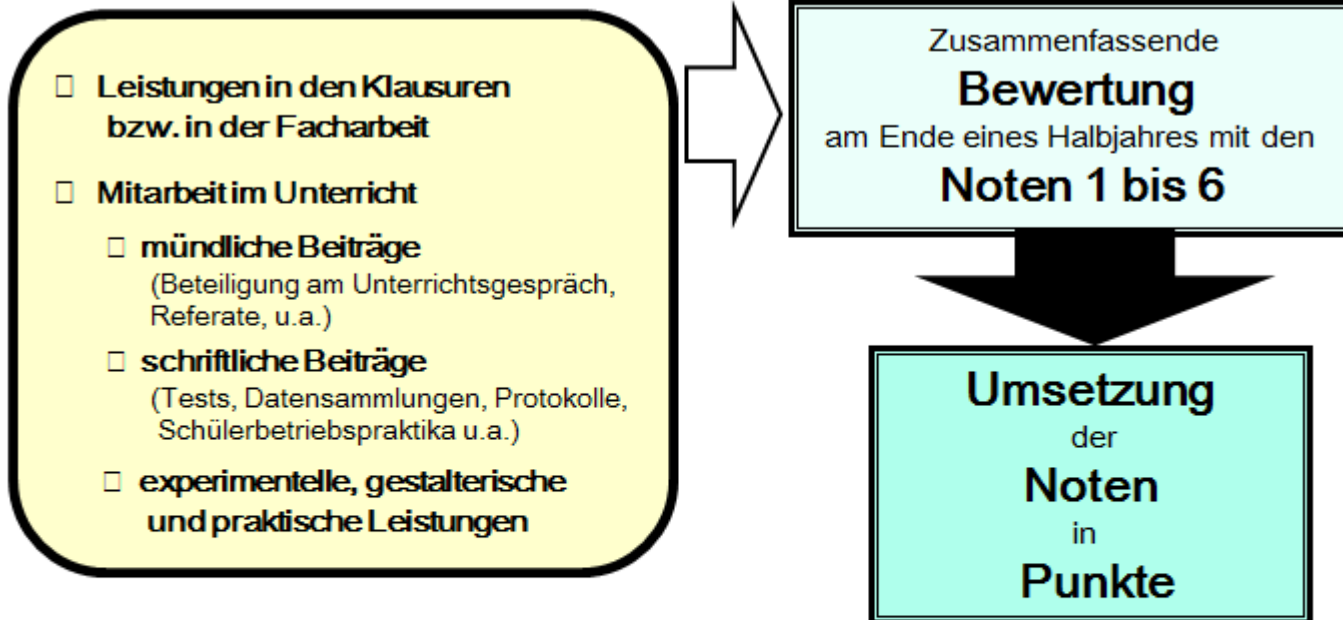 □ Leistungen in den Klausuren
bzw. in der Facharbeit
□ Mitarbeit im Unterricht
□ mündliche Beiträge
(Beteiligung am Unterrichtsgespräch,
Referate, u.a.)
□ schriftliche Beiträge
(Tests, Datensammlungen, Protokolle,
Schülerbetriebspraktika u.a.)
□ experimentelle, gestalterische
und praktische Leistungen
Zusammenfassende
Bewertung
am Ende eines Halbjahres mit den
Noten 1 bis 6
Umsetzung
der
Noten
in
Punkte